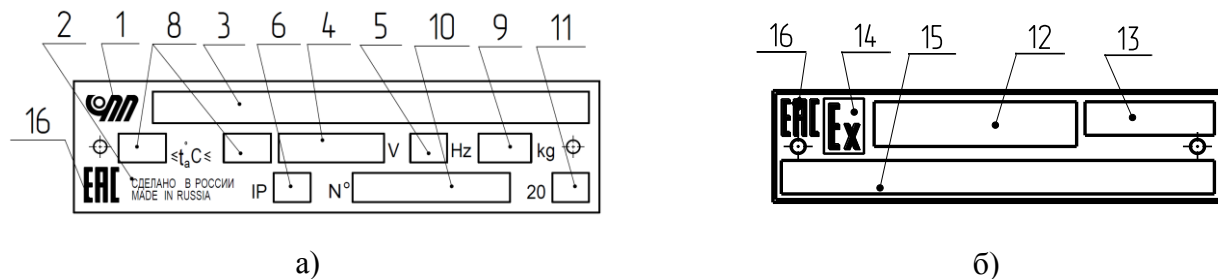 2 1 8 3 6 4 5 10 9 11
16
≤t°aC≤ V Hz kg
EAC СДЕЛАНО В РОССИИ
MADE IN RUSSIA
IP N° 20
а)
16 14 15 12 13
EAC Ex
б)